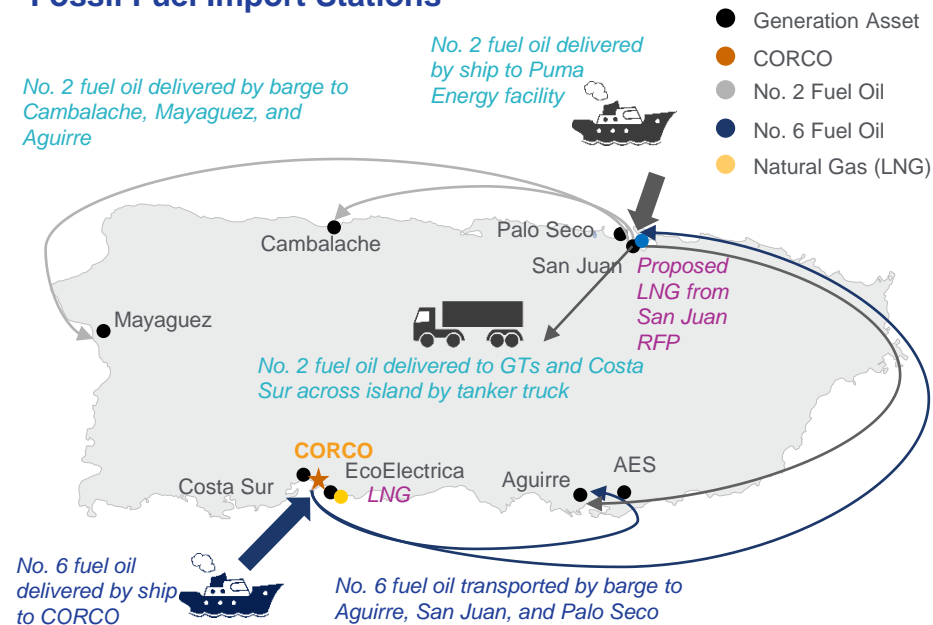 Fossil Fuel Import Stations
Generation Asset
CORCO
No. 2 Fuel Oil
No. 6 Fuel Oil
Natural Gas (LNG)
No. 2 fuel oil delivered
by ship to Puma
Energy facility
No. 2 fuel oil delivered by barge to
Cambalache, Mayaguez, and
Aguirre
Palo Seco
Cambalache
San Juan
Proposed
LNG from
San Juan
RFP
Mayaguez
No. 2 fuel oil delivered to GTs and Costa
Sur across island by tanker truck
CORCO
EcoElectrica
LNG
Costa Sur
Aguirre
AES
No. 6 fuel oil
delivered by ship
to CORCO
No. 6 fuel oil transported by barge to
Aguirre, San Juan, and Palo Seco